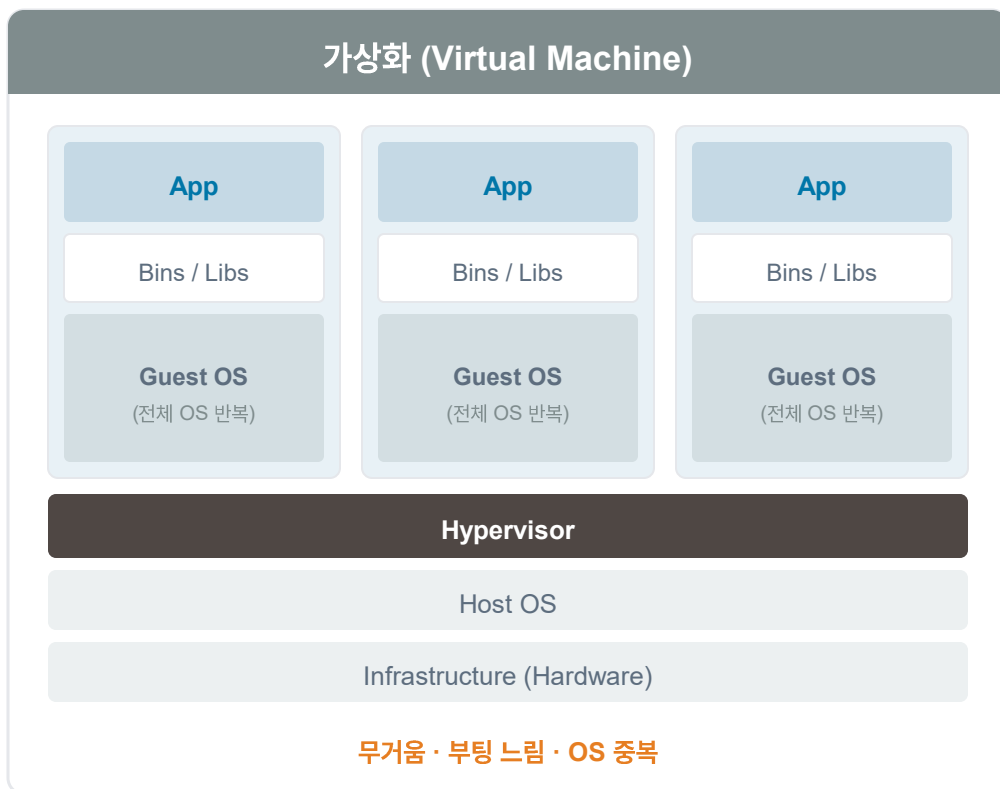 가상화 (Virtual Machine)
App
Bins / Libs
Guest OS
(전체 OS 반복)
App
Bins / Libs
Guest OS
(전체 OS 반복)
App
Bins / Libs
Guest OS
(전체 OS 반복)
Hypervisor
Host OS
Infrastructure (Hardware)
무거움 · 부팅 느림 · OS 중복